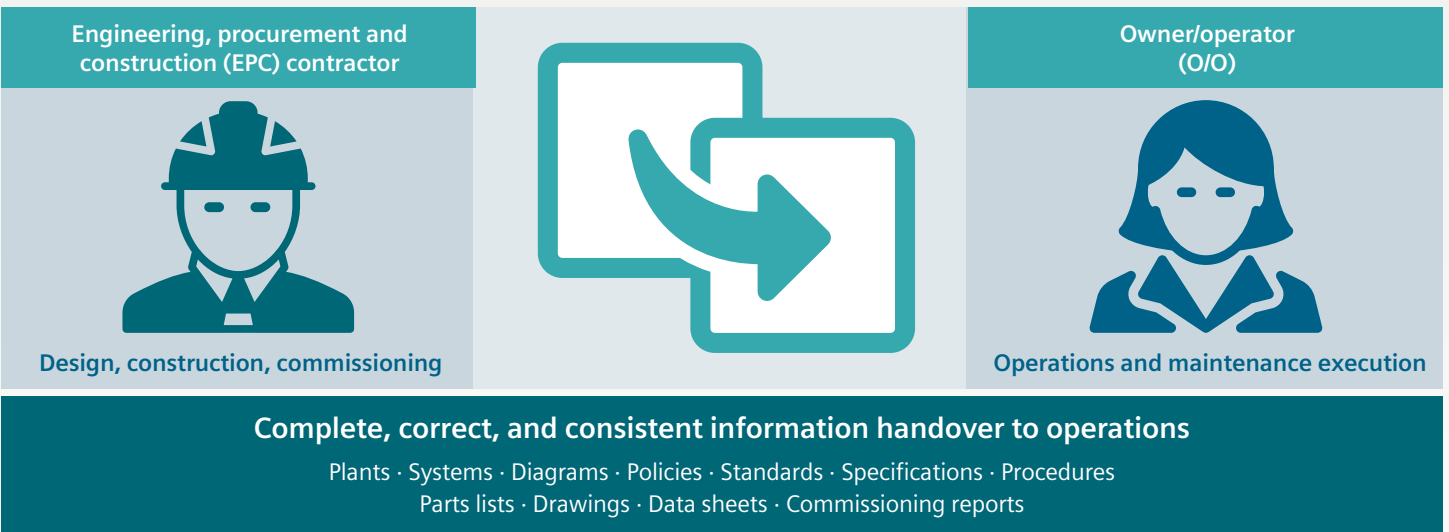 Engineering, procurement and
construction (EPC) contractor
Owner/operator
(O/O)
Design, construction, commissioning
Operations and maintenance execution
Complete, correct, and consistent information handover to operations
Plants · Systems · Diagrams · Policies · Standards · Specifications · Procedures
Parts lists · Drawings · Data sheets · Commissioning reports